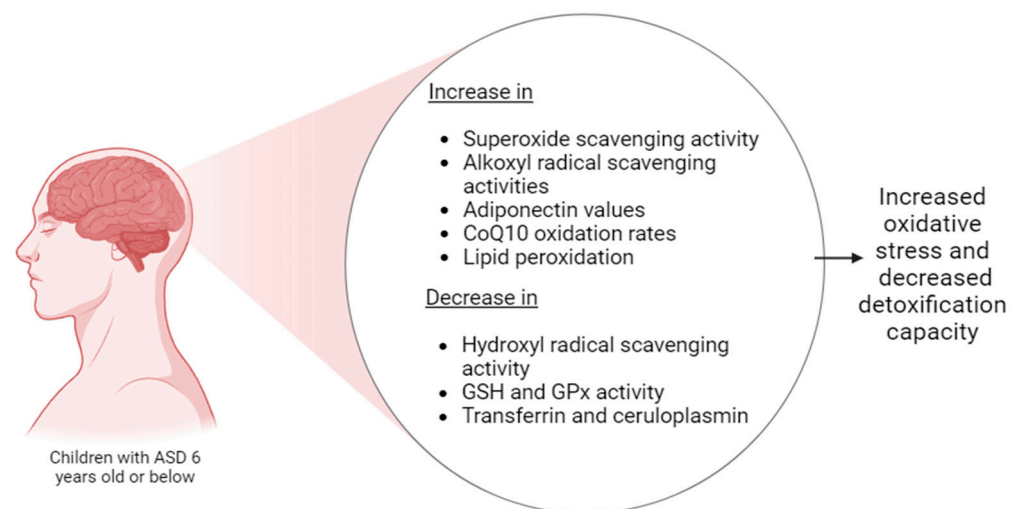 Increase in
• Superoxide scavenging activity
• Alkoxyl radical scavenging
activities
• Adiponectin values
• CoQ10 oxidation rates
• Lipid peroxidation
Decrease in
• Hydroxyl radical scavenging
activity
• GSH and GPx activity
• Transferrin and ceruloplasmin
Increased
oxidative
stress and
decreased
detoxification
capacity
Children with ASD 6
years old or below